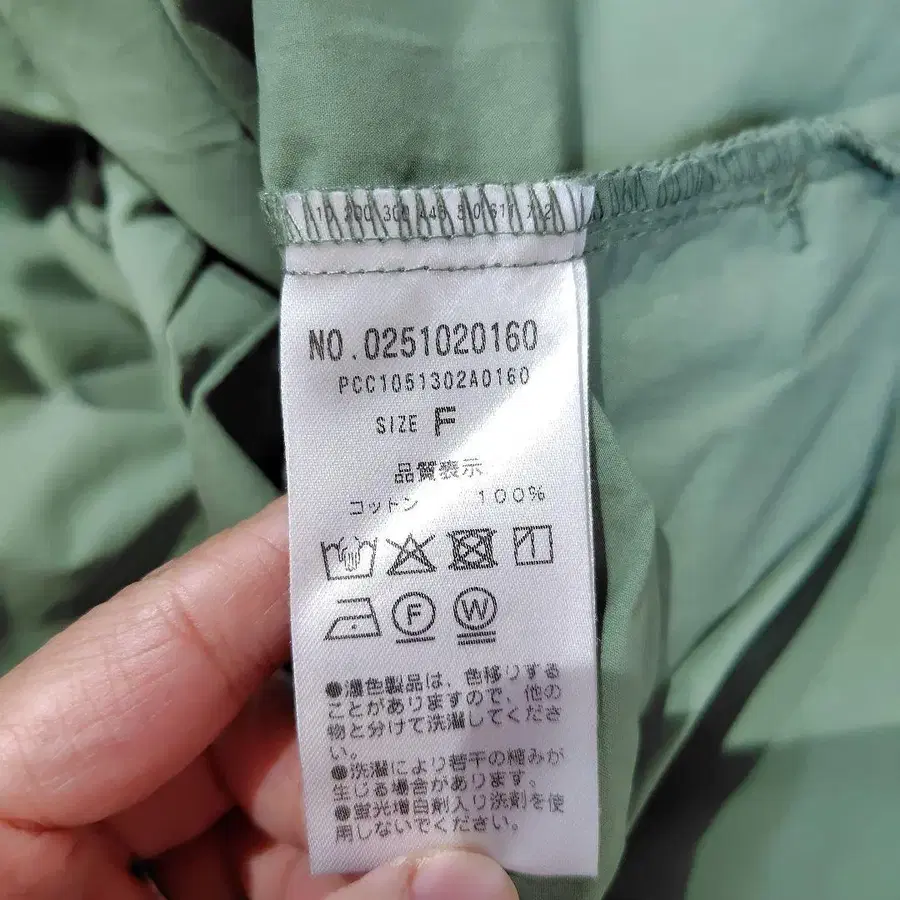 NO.0251020160
PCC1051302A0160
SIZE F
品質表示
コットン 100%
F W
●濃色製品は、色移りする
ことがありますので、他の
物と分けて洗濯してくださ
い。
●洗濯により若干の縮みが
生じる場合があります。
●蛍光増白剤入り洗剤を使
用しないでください。